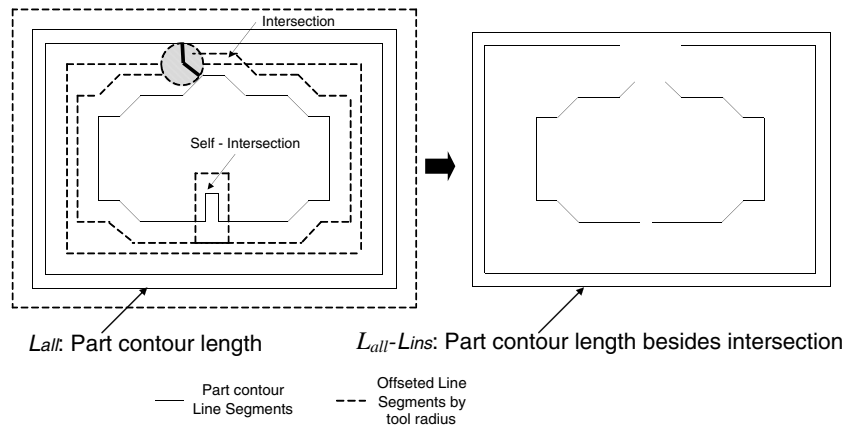 Intersection
Self - Intersection
Lall: Part contour length
Lall-Lins: Part contour length besides intersection
Part contour
Line Segments
Offseted Line
Segments by
tool radius